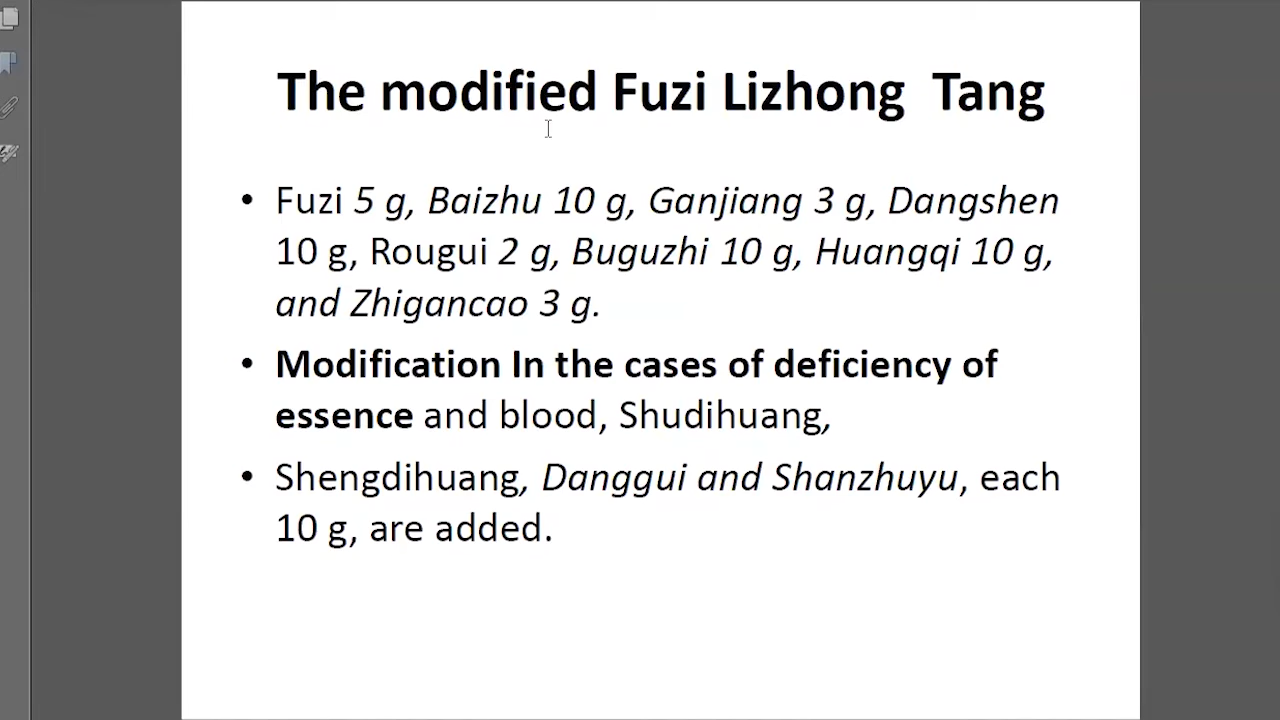 The modified Fuzi Lizhong Tang
• Fuzi 5 g, Baizhu 10 g, Ganjiang 3 g, Dangshen
10 g, Rougui 2 g, Buguzhi 10 g, Huangqi 10 g,
and Zhigancao 3 g.
• Modification In the cases of deficiency of
essence and blood, Shudihuang,
• Shengdihuang, Danggui and Shanzhuyu, each
10 g, are added.